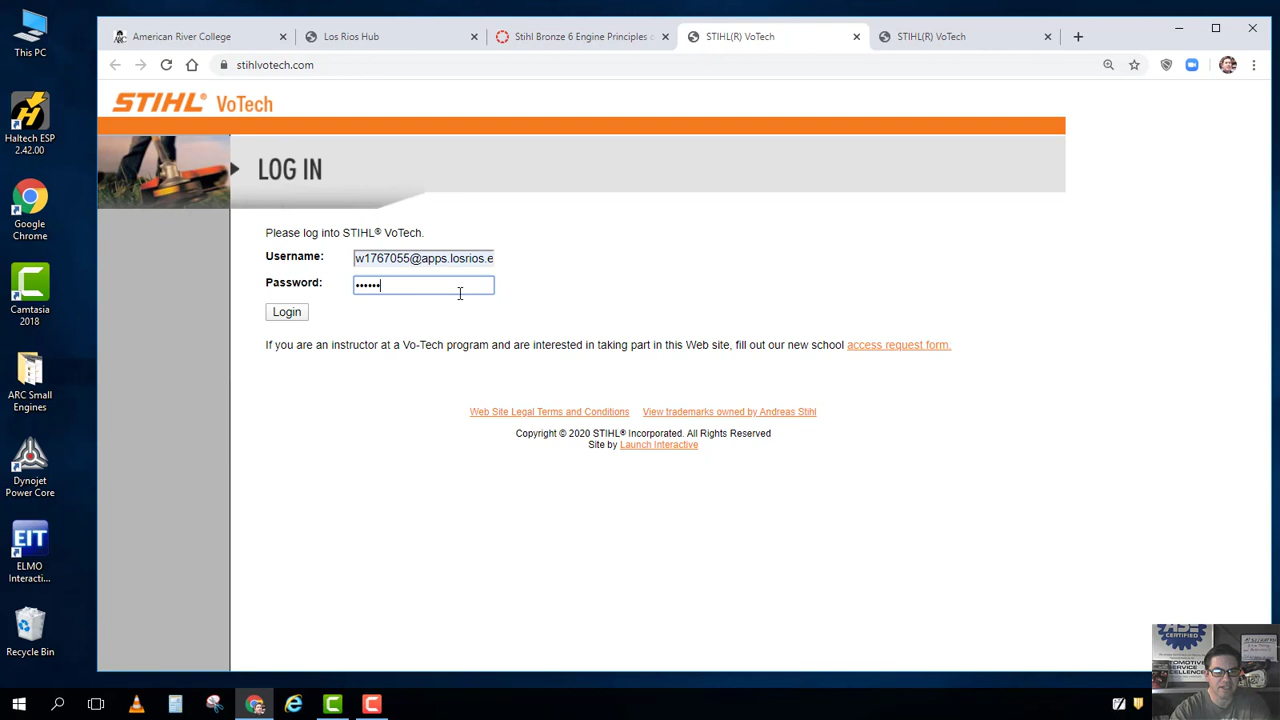 This PC
Haltech ESP
2.42.00
Google
Chrome
Camtasia
2018
ARC Small
Engines
Dynojet
Power Core
EIT
ELMO
Interacti...
Recycle Bin
ARC American River College
Los Rios Hub
Stihl Bronze 6 Engine Principles o
STIHL(R) VoTech
STIHL(R) VoTech
stihlvotech.com
STIHL® VoTech
LOG IN
Please log into STIHL® VoTech.
Username: w1767055@apps.losrios.e
Password: ••••••
Login
If you are an instructor at a Vo-Tech program and are interested in taking part in this Web site, fill out our new school access request form.
Web Site Legal Terms and Conditions View trademarks owned by Andreas Stihl
Copyright © 2020 STIHL® Incorporated. All Rights Reserved
Site by Launch Interactive
ASE
CERTIFIED